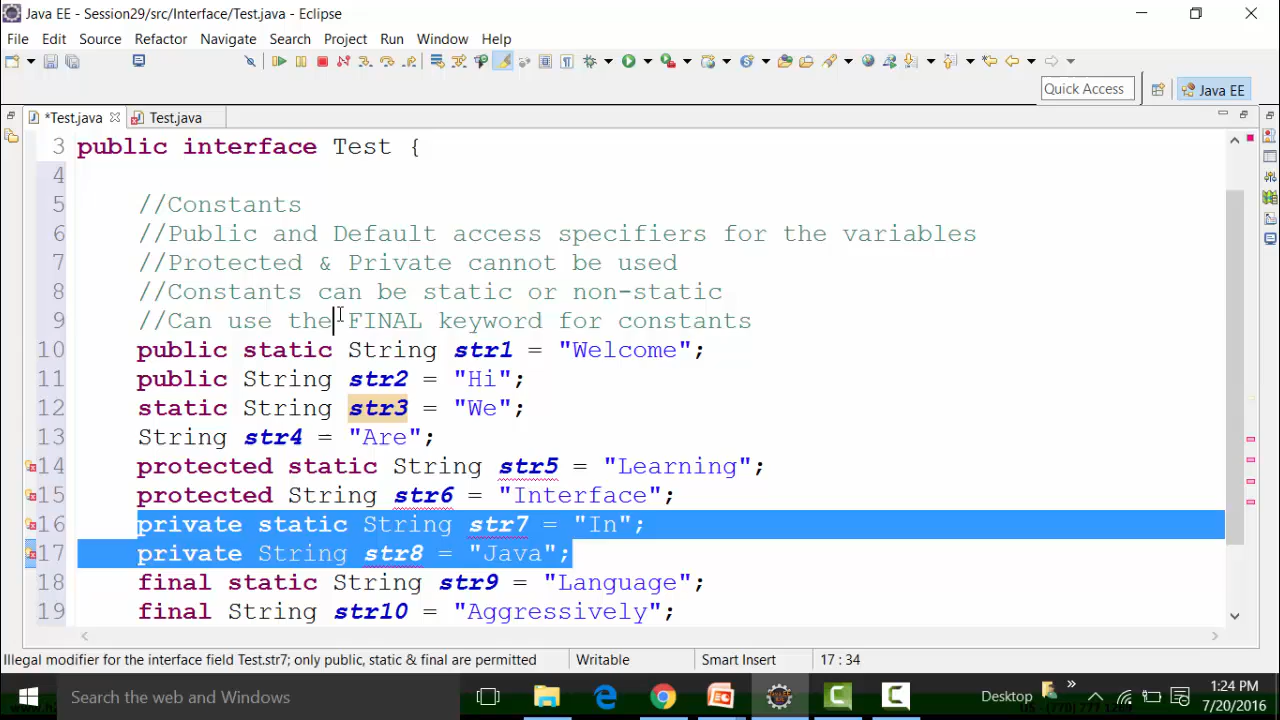 Java EE - Session29/src/Interface/Test.java - Eclipse
File Edit Source Refactor Navigate Search Project Run Window Help
Quick Access
Java EE
*Test.java
Test.java
3 public interface Test {
4
5 //Constants
6 //Public and Default access specifiers for the variables
7 //Protected & Private cannot be used
8 //Constants can be static or non-static
9 //Can use the FINAL keyword for constants
10 public static String str1 = "Welcome";
11 public String str2 = "Hi";
12 static String str3 = "We";
13 String str4 = "Are";
14 protected static String str5 = "Learning";
15 protected String str6 = "Interface";
16 private static String str7 = "In";
17 private String str8 = "Java";
18 final static String str9 = "Language";
19 final String str10 = "Aggressively";
Illegal modifier for the interface field Test.str7; only public, static & final are permitted
Writable
Smart Insert
17 : 34
Search the web and Windows
Desktop
1:24 PM
7/20/2016